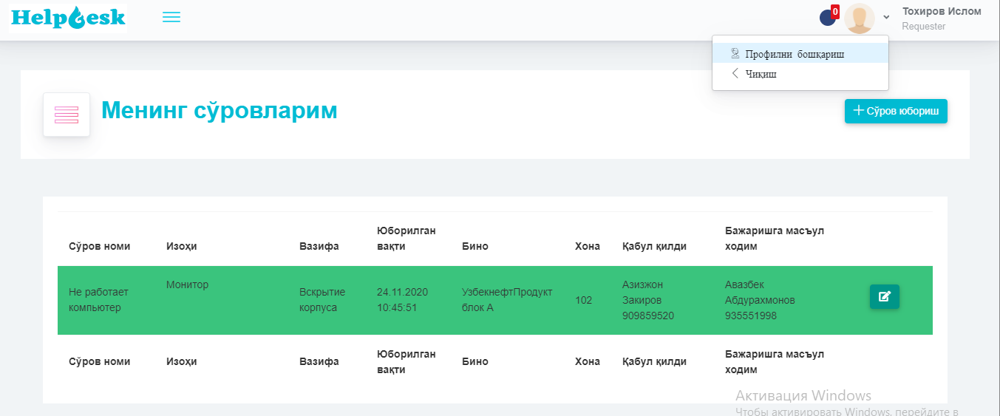 Helpdesk
0
Тохиров Ислом
Requester
Профилни бошқариш
Чиқиш
Менинг сўровларим
Сўров юбориш
Сўров номи Изоҳи Вазифа Юборилган вақти Бино Хона Қабул қилди Бажаришга масъул ходим
Не работает компьютер Монитор Вскрытие корпуса 24.11.2020 10:45:51 УзбекнефтПродукт блок А 102 Азизжон Закиров 909859520 Авазбек Абдурахмонов 935551998
Сўров номи Изоҳи Вазифа Юборилган вақти Бино Хона Қабул қилди Бажаришга масъул ходим
Активация Windows
Чтобы активировать Windows, перейдите в